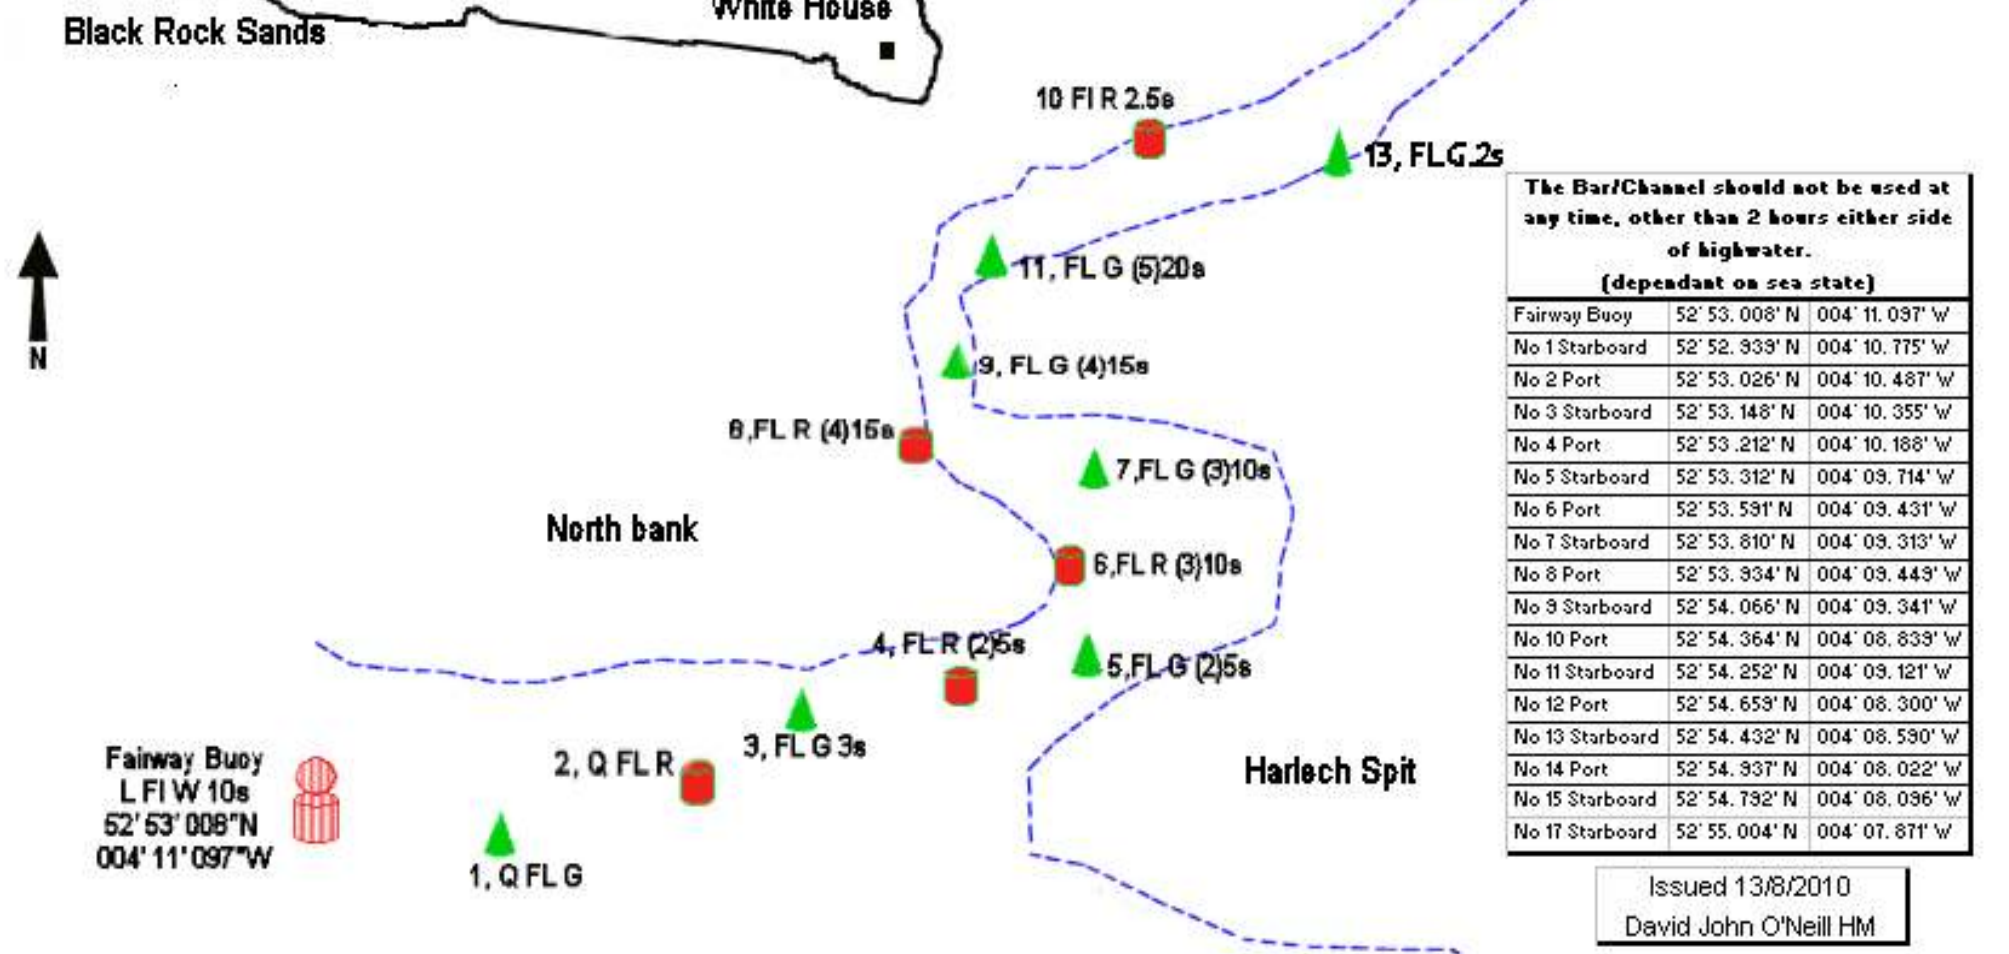 White House
Black Rock Sands
10 Fl R 2.5s
13, FLG.2s
11, FL G (5)20s
N
9, FL G (4)15s
8,FL R (4)15s
7,FL G (3)10s
North bank
6,FL R (3)10s
4, FL R (2)5s
5,FL G (2)5s
3, FL G 3s
Fairway Buoy
L Fl W 10s
52' 53' 008"N
004' 11' 097"W
2, Q FL R
Harlech Spit
1, Q FL G
The Bar/Channel should not be used at
any time, other than 2 hours either side
of highwater.
(dependant on sea state)
Fairway Buoy 52' 53. 008' N 004' 11. 097' W
No 1 Starboard 52' 52. 939' N 004' 10. 775' W
No 2 Port 52' 53. 026' N 004' 10. 487' W
No 3 Starboard 52' 53. 148' N 004' 10. 355' W
No 4 Port 52' 53 .212' N 004' 10. 188' W
No 5 Starboard 52' 53. 312' N 004' 09. 714' W
No 6 Port 52' 53. 591' N 004' 09. 431' W
No 7 Starboard 52' 53. 810' N 004' 09. 313' W
No 8 Port 52' 53. 934' N 004' 09. 449' W
No 9 Starboard 52' 54. 066' N 004' 09. 341' W
No 10 Port 52' 54. 364' N 004' 08. 839' W
No 11 Starboard 52' 54. 252' N 004' 09. 121' W
No 12 Port 52' 54. 659' N 004' 08. 300' W
No 13 Starboard 52' 54. 432' N 004' 08. 590' W
No 14 Port 52' 54. 937' N 004' 08. 022' W
No 15 Starboard 52' 54. 792' N 004' 08. 096' W
No 17 Starboard 52' 55. 004' N 004' 07. 871' W
Issued 13/8/2010
David John O'Neill HM